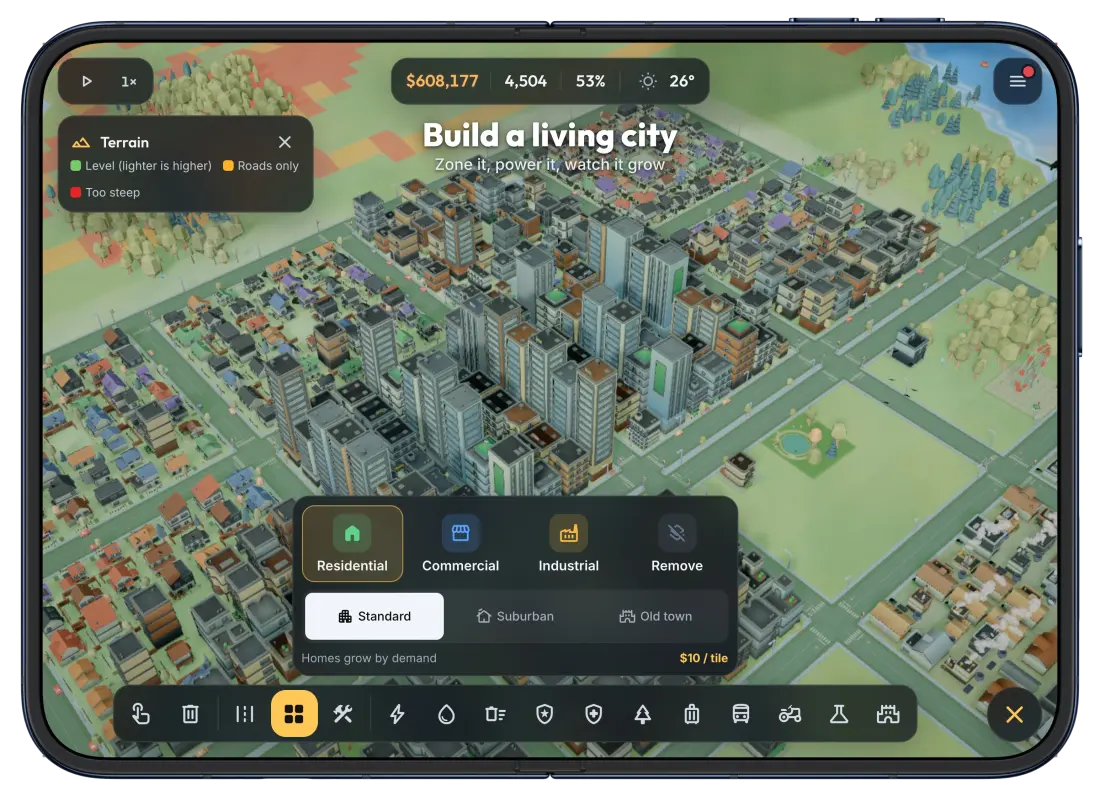 1×
$608,177 4,504 53% 26°
Build a living city
Zone it, power it, watch it grow
Terrain
Level (lighter is higher) Roads only
Too steep
Residential Commercial Industrial Remove
Standard Suburban Old town
Homes grow by demand $10 / tile